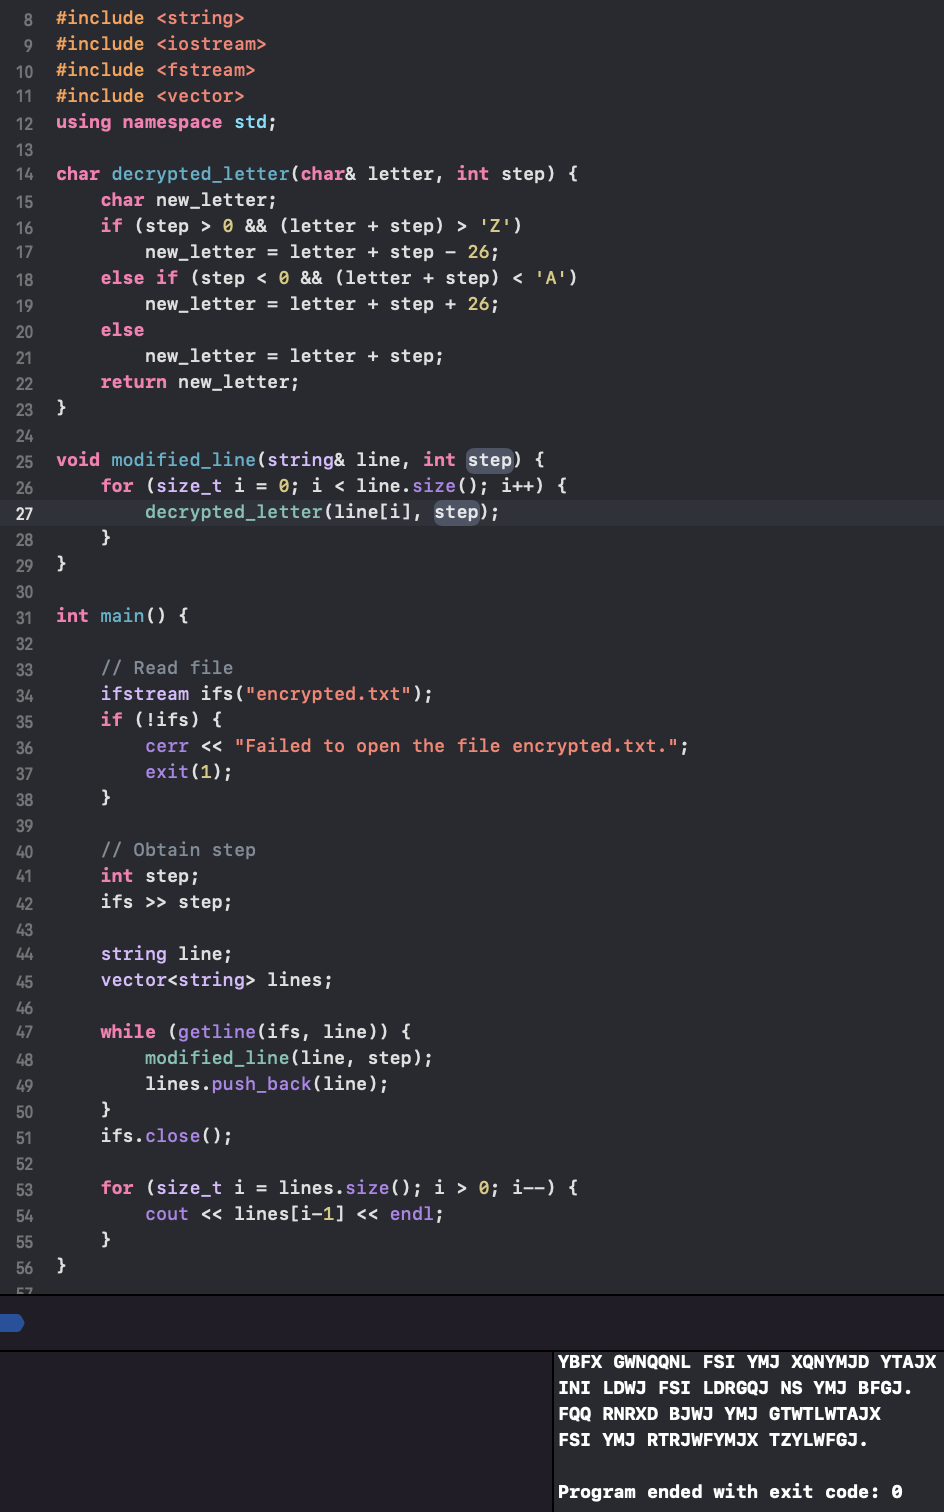 8 #include <string>
9 #include <iostream>
10 #include <fstream>
11 #include <vector>
12 using namespace std;
13
14 char decrypted_letter(char& letter, int step) {
15     char new_letter;
16     if (step > 0 && (letter + step) > 'Z')
17         new_letter = letter + step - 26;
18     else if (step < 0 && (letter + step) < 'A')
19         new_letter = letter + step + 26;
20     else
21         new_letter = letter + step;
22     return new_letter;
23 }
24
25 void modified_line(string& line, int step) {
26     for (size_t i = 0; i < line.size(); i++) {
27         decrypted_letter(line[i], step);
28     }
29 }
30
31 int main() {
32
33     // Read file
34     ifstream ifs("encrypted.txt");
35     if (!ifs) {
36         cerr << "Failed to open the file encrypted.txt.";
37         exit(1);
38     }
39
40     // Obtain step
41     int step;
42     ifs >> step;
43
44     string line;
45     vector<string> lines;
46
47     while (getline(ifs, line)) {
48         modified_line(line, step);
49         lines.push_back(line);
50     }
51     ifs.close();
52
53     for (size_t i = lines.size(); i > 0; i--) {
54         cout << lines[i-1] << endl;
55     }
56 }
57
YBFX GWNQQNL FSI YMJ XQNYMJD YTAJX
INI LDWJ FSI LDRGQJ NS YMJ BFGJ.
FQQ RNRXD BJWJ YMJ GTWTLWTAJX
FSI YMJ RTRJWFYMJX TZYLWFGJ.
Program ended with exit code: 0